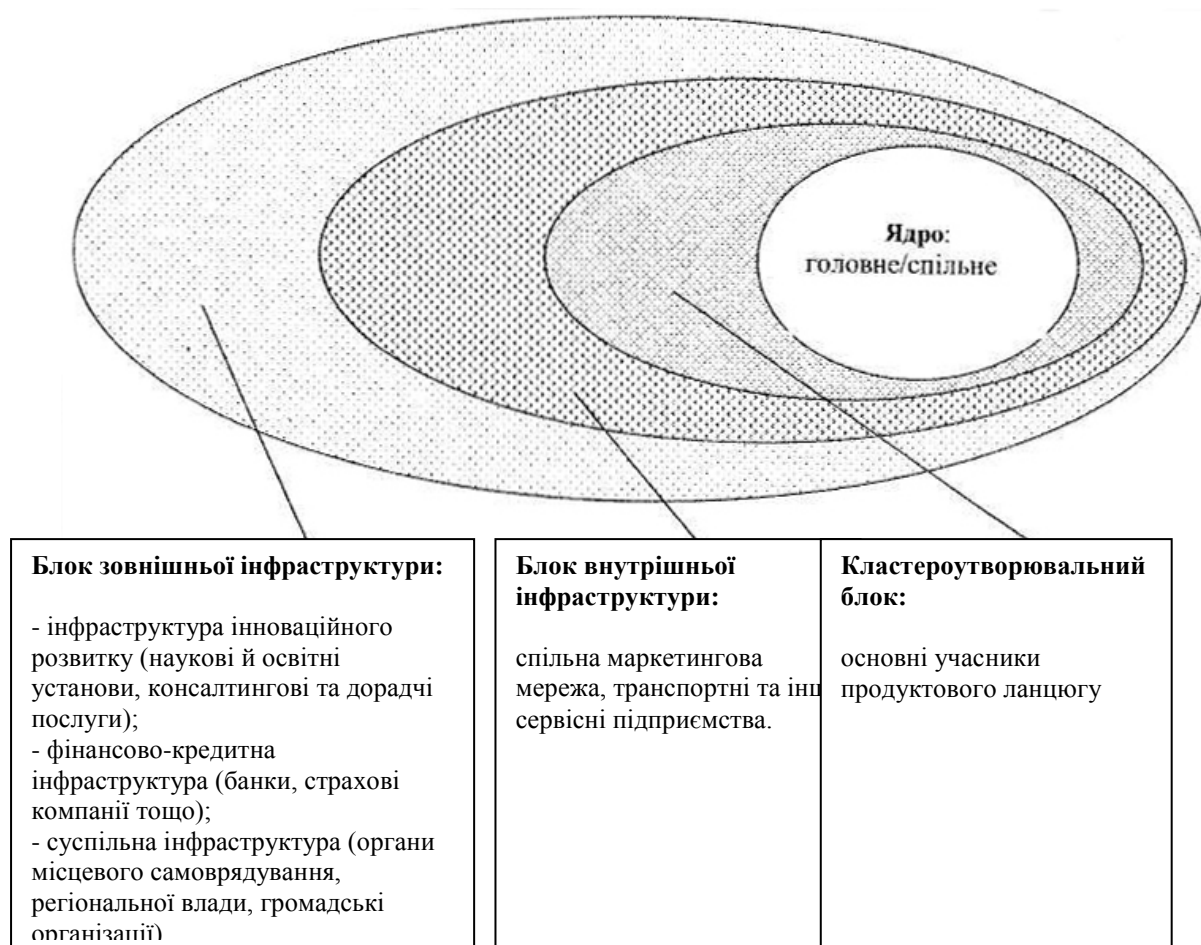 Ядро:
головне/спільне
Блок зовнішньої інфраструктури:
- інфраструктура інноваційного
розвитку (наукові й освітні
установи, консалтингові та дорадчі
послуги);
- фінансово-кредитна
інфраструктура (банки, страхові
компанії тощо);
- суспільна інфраструктура (органи
місцевого самоврядування,
регіональної влади, громадські
організації)
Блок внутрішньої
інфраструктури:
спільна маркетингова
мережа, транспортні та інш
сервісні підприємства.
Кластероутворювальний
блок:
основні учасники
продуктового ланцюгу